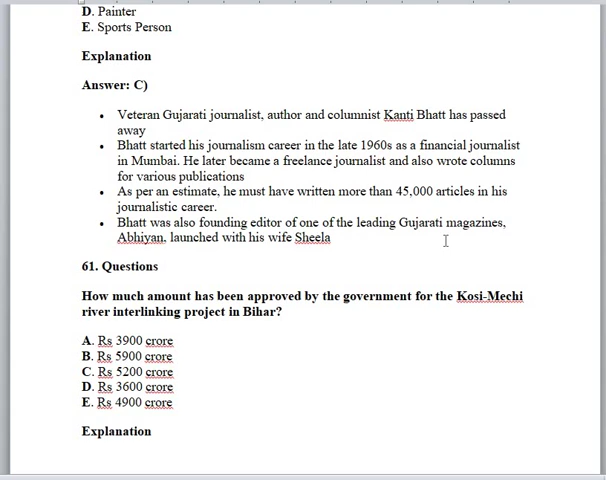 D. Painter
E. Sports Person
Explanation
Answer: C)
• Veteran Gujarati journalist, author and columnist Kanti Bhatt has passed
away
• Bhatt started his journalism career in the late 1960s as a financial journalist
in Mumbai. He later became a freelance journalist and also wrote columns
for various publications
• As per an estimate, he must have written more than 45,000 articles in his
journalistic career.
• Bhatt was also founding editor of one of the leading Gujarati magazines,
Abhiyan, launched with his wife Sheela
61. Questions
How much amount has been approved by the government for the Kosi-Mechi
river interlinking project in Bihar?
A. Rs 3900 crore
B. Rs 5900 crore
C. Rs 5200 crore
D. Rs 3600 crore
E. Rs 4900 crore
Explanation